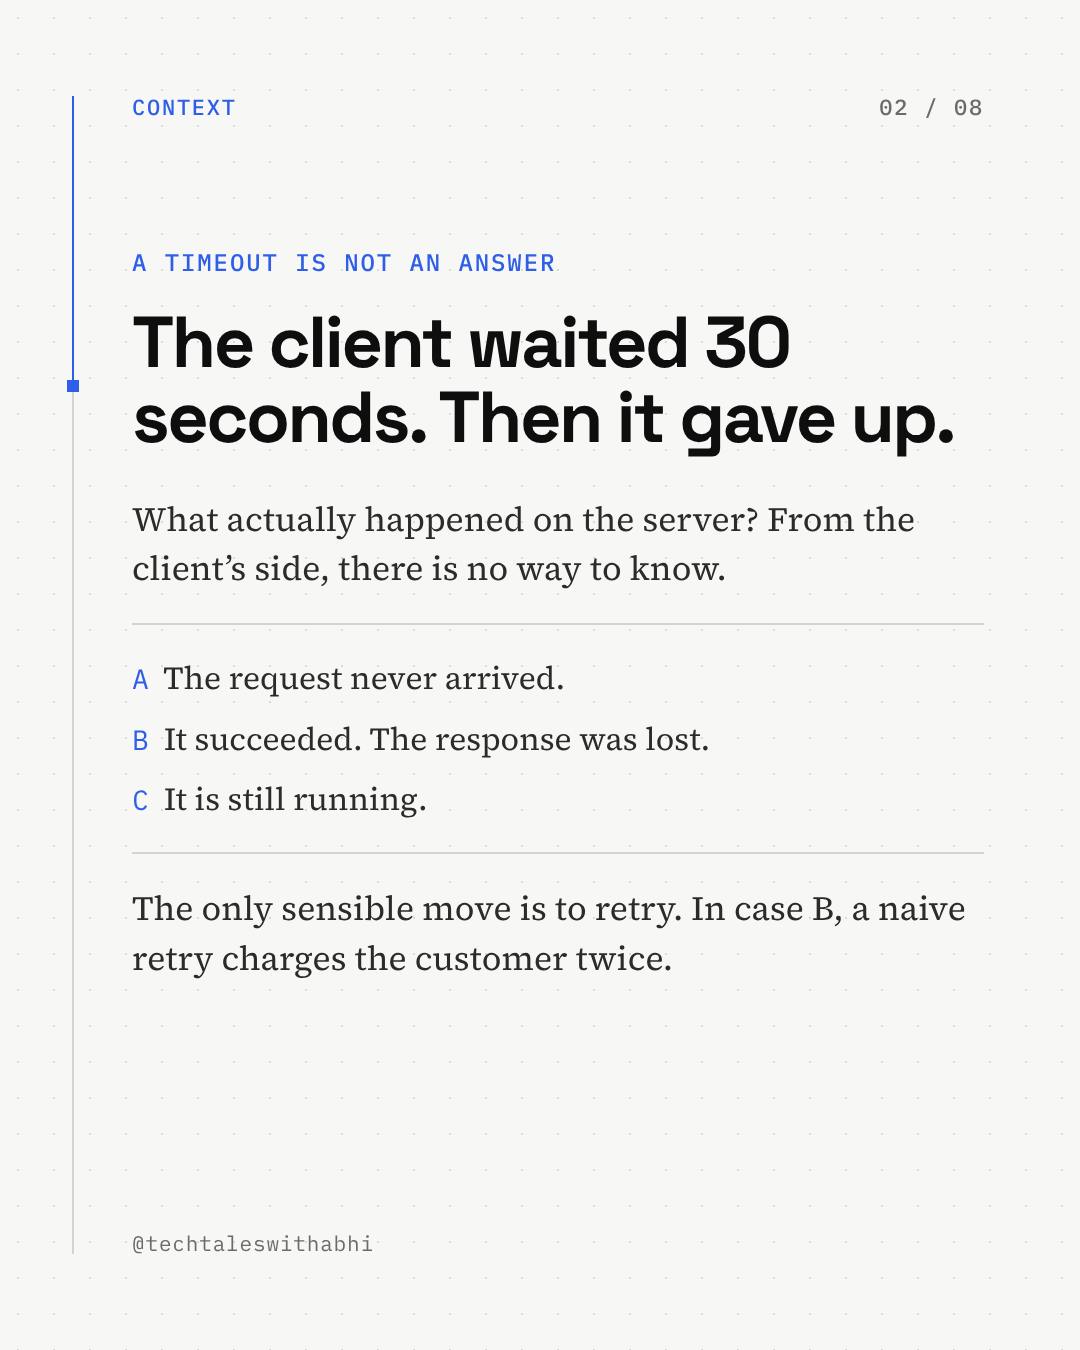 CONTEXT
02 / 08
A TIMEOUT IS NOT AN ANSWER
The client waited 30
seconds. Then it gave up.
What actually happened on the server? From the
client’s side, there is no way to know.
A The request never arrived.
B It succeeded. The response was lost.
C It is still running.
The only sensible move is to retry. In case B, a naive
retry charges the customer twice.
@techtaleswithabhi